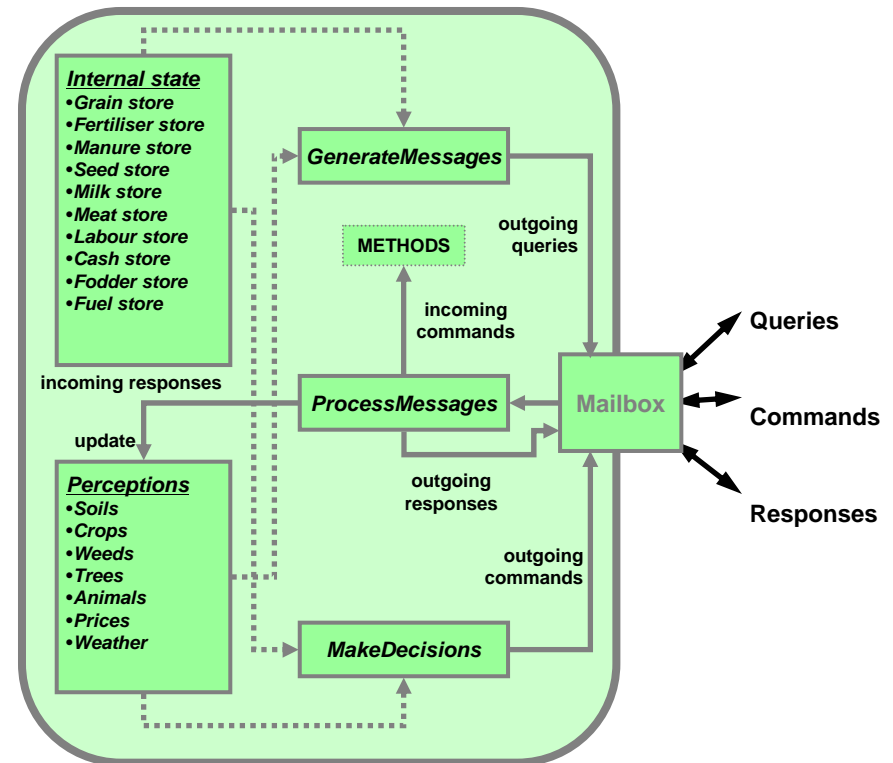 Internal state
•Grain store
•Fertiliser store
•Manure store
•Seed store
•Milk store
•Meat store
•Labour store
•Cash store
•Fodder store
•Fuel store
GenerateMessages
METHODS
outgoing
queries
incoming
commands
Queries
incoming responses
ProcessMessages
Mailbox
Commands
update
outgoing
responses
Responses
Perceptions
•Soils
•Crops
•Weeds
•Trees
•Animals
•Prices
•Weather
outgoing
commands
MakeDecisions